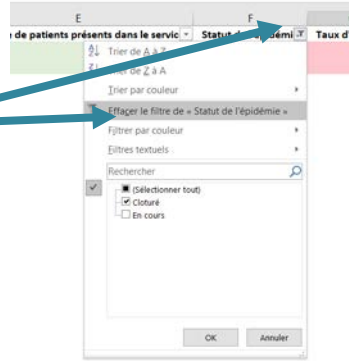 E F
de patients présents dans le servic Statut de l'épidémi Taux d'
Trier de A à Z
Trier de Z à A
Trier par couleur
Effacer le filtre de « Statut de l'épidémie »
Filtrer par couleur
Filtres textuels
Rechercher
(Sélectionner tout)
Cloturé
En cours
OK Annuler